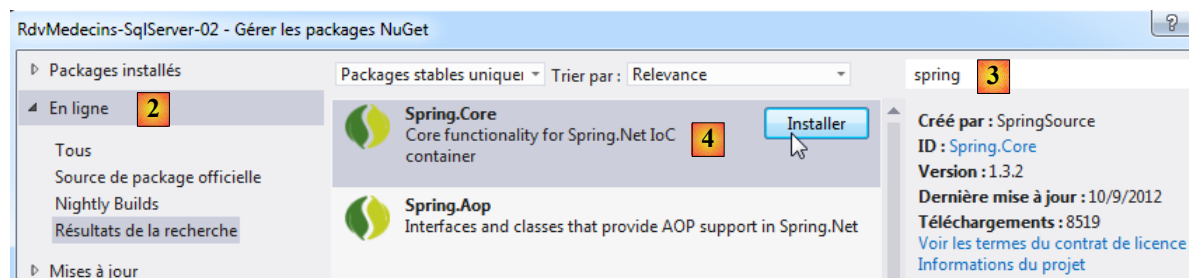 RdvMedecins-SqlServer-02 - Gérer les packages NuGet
?
Packages installés
En ligne
2
Tous
Source de package officielle
Nightly Builds
Résultats de la recherche
Mises à jour
Packages stables uniquer
Trier par : Relevance
Spring.Core
Core functionality for Spring.Net IoC
container
4
Installer
Spring.Aop
Interfaces and classes that provide AOP support in Spring.Net
spring
3
Créé par : SpringSource
ID : Spring.Core
Version : 1.3.2
Dernière mise à jour : 10/9/2012
Téléchargements : 8519
Voir les termes du contrat de licence
Informations du projet